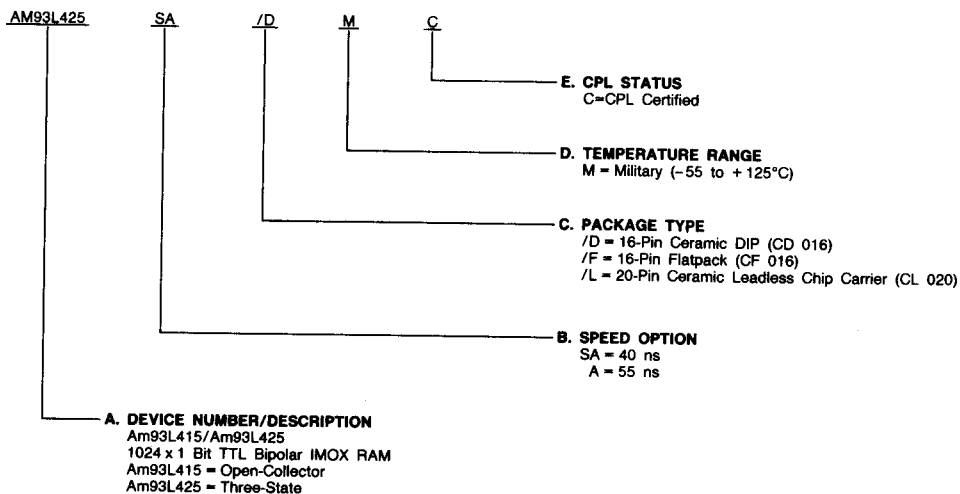 AM93L425 SA /D M C
E. CPL STATUS
C=CPL Certified
D. TEMPERATURE RANGE
M = Military (-55 to +125°C)
C. PACKAGE TYPE
/D = 16-Pin Ceramic DIP (CD 016)
/F = 16-Pin Flatpack (CF 016)
/L = 20-Pin Ceramic Leadless Chip Carrier (CL 020)
B. SPEED OPTION
SA = 40 ns
A = 55 ns
A. DEVICE NUMBER/DESCRIPTION
Am93L415/Am93L425
1024 x 1 Bit TTL Bipolar IMOX RAM
Am93L415 = Open-Collector
Am93L425 = Three-State